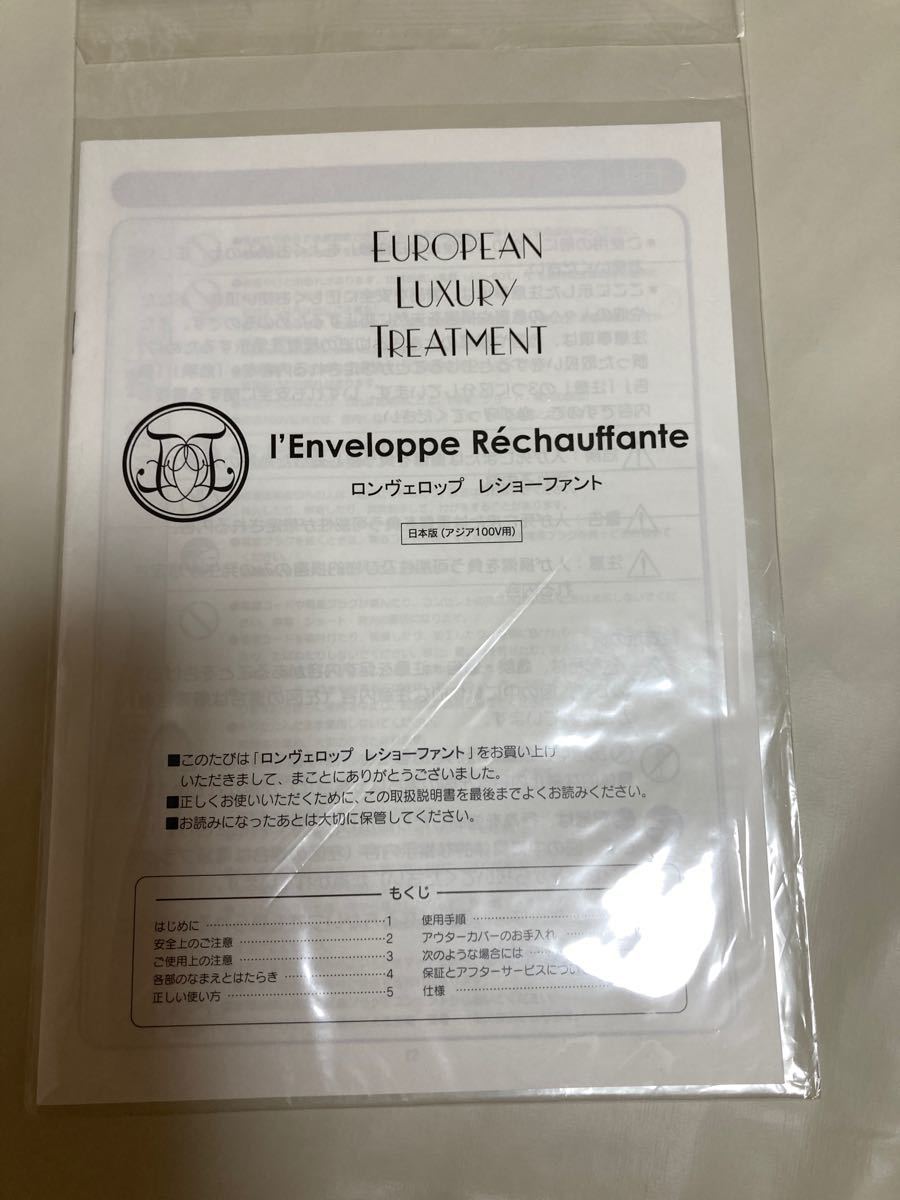 EUROPEAN
LUXURY
TREATMENT
l'Enveloppe Réchauffante
ロンヴェロップ レショーファント
日本版 (アジア100V用)
■このたびは「ロンヴェロップ レショーファント」をお買い上げ
いただきまして、まことにありがとうございました。
■正しくお使いいただくために、この取扱説明書を最後までよくお読みください。
■お読みになったあとは大切に保管してください。
もくじ
はじめに 1
安全上のご注意 2
ご使用上の注意 3
各部のなまえとはたらき 4
正しい使い方 5
使用手順
アウターカバーのお手入れ
次のような場合には
保証とアフターサービスについ
仕様